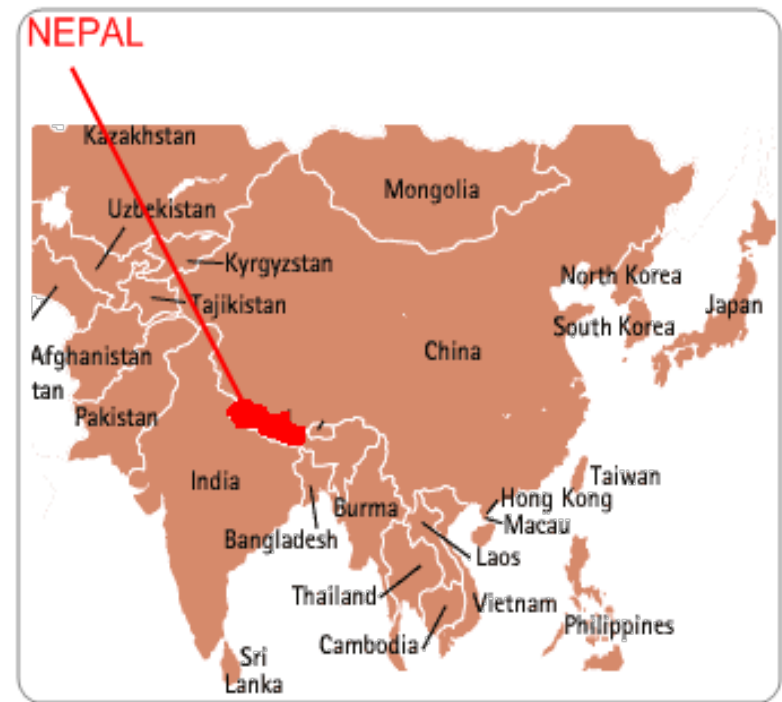 NEPAL
Kazakhstan
Mongolia
Uzbekistan
Kyrgyzstan
North Korea
Tajikistan
Japan
South Korea
Afghanistan
China
tan
Pakistan
India
Taiwan
Hong Kong
Burma
Macau
Bangladesh
Laos
Thailand
Vietnam
Philippines
Cambodia
Sri
Lanka